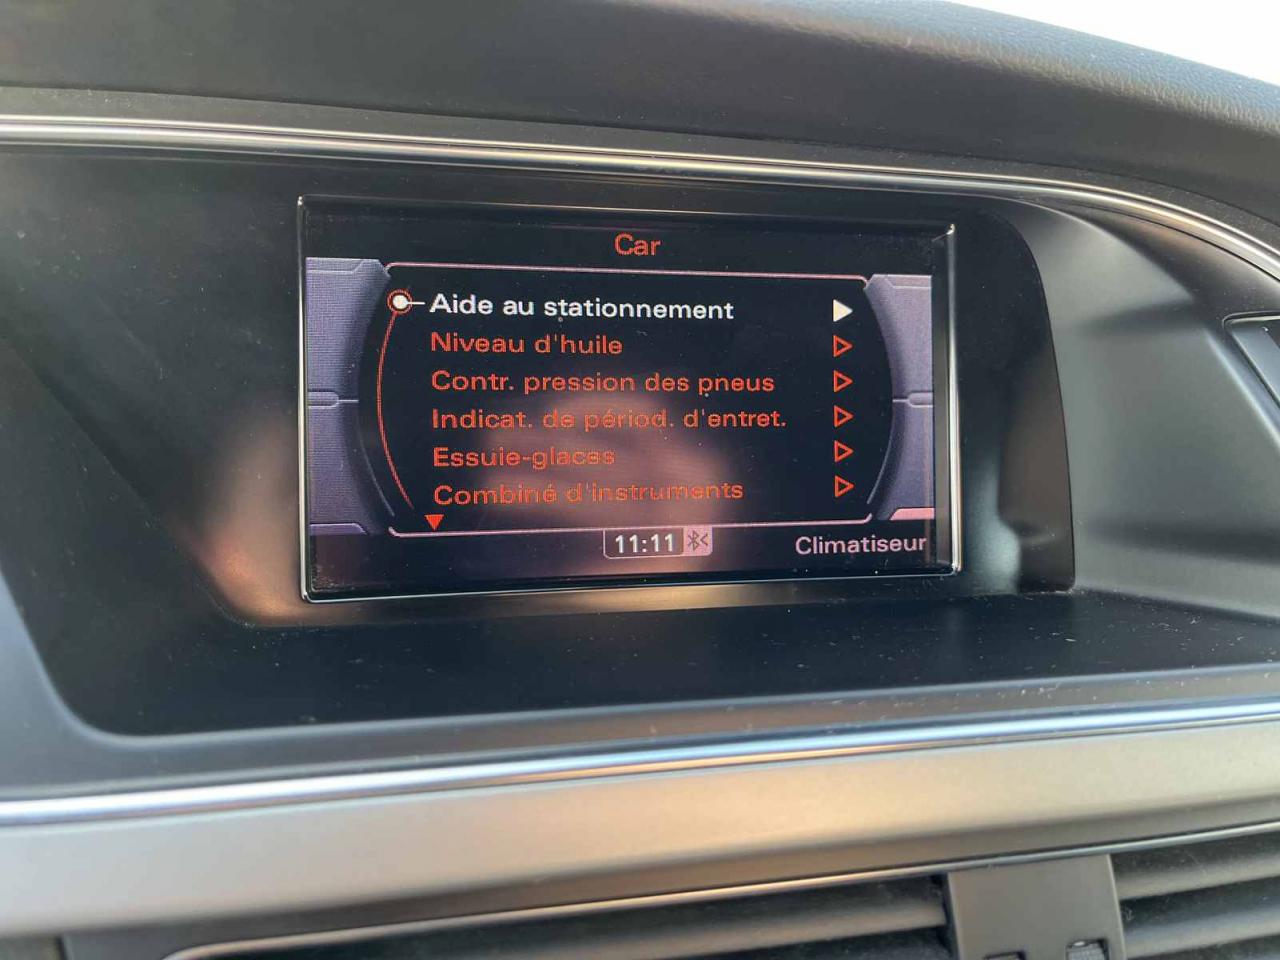 Car
Aide au stationnement
Niveau d'huile
Contr. pression des pneus
Indicat. de périod. d'entret.
Essuie-glaces
Combiné d'instruments
11:11
Climatiseur